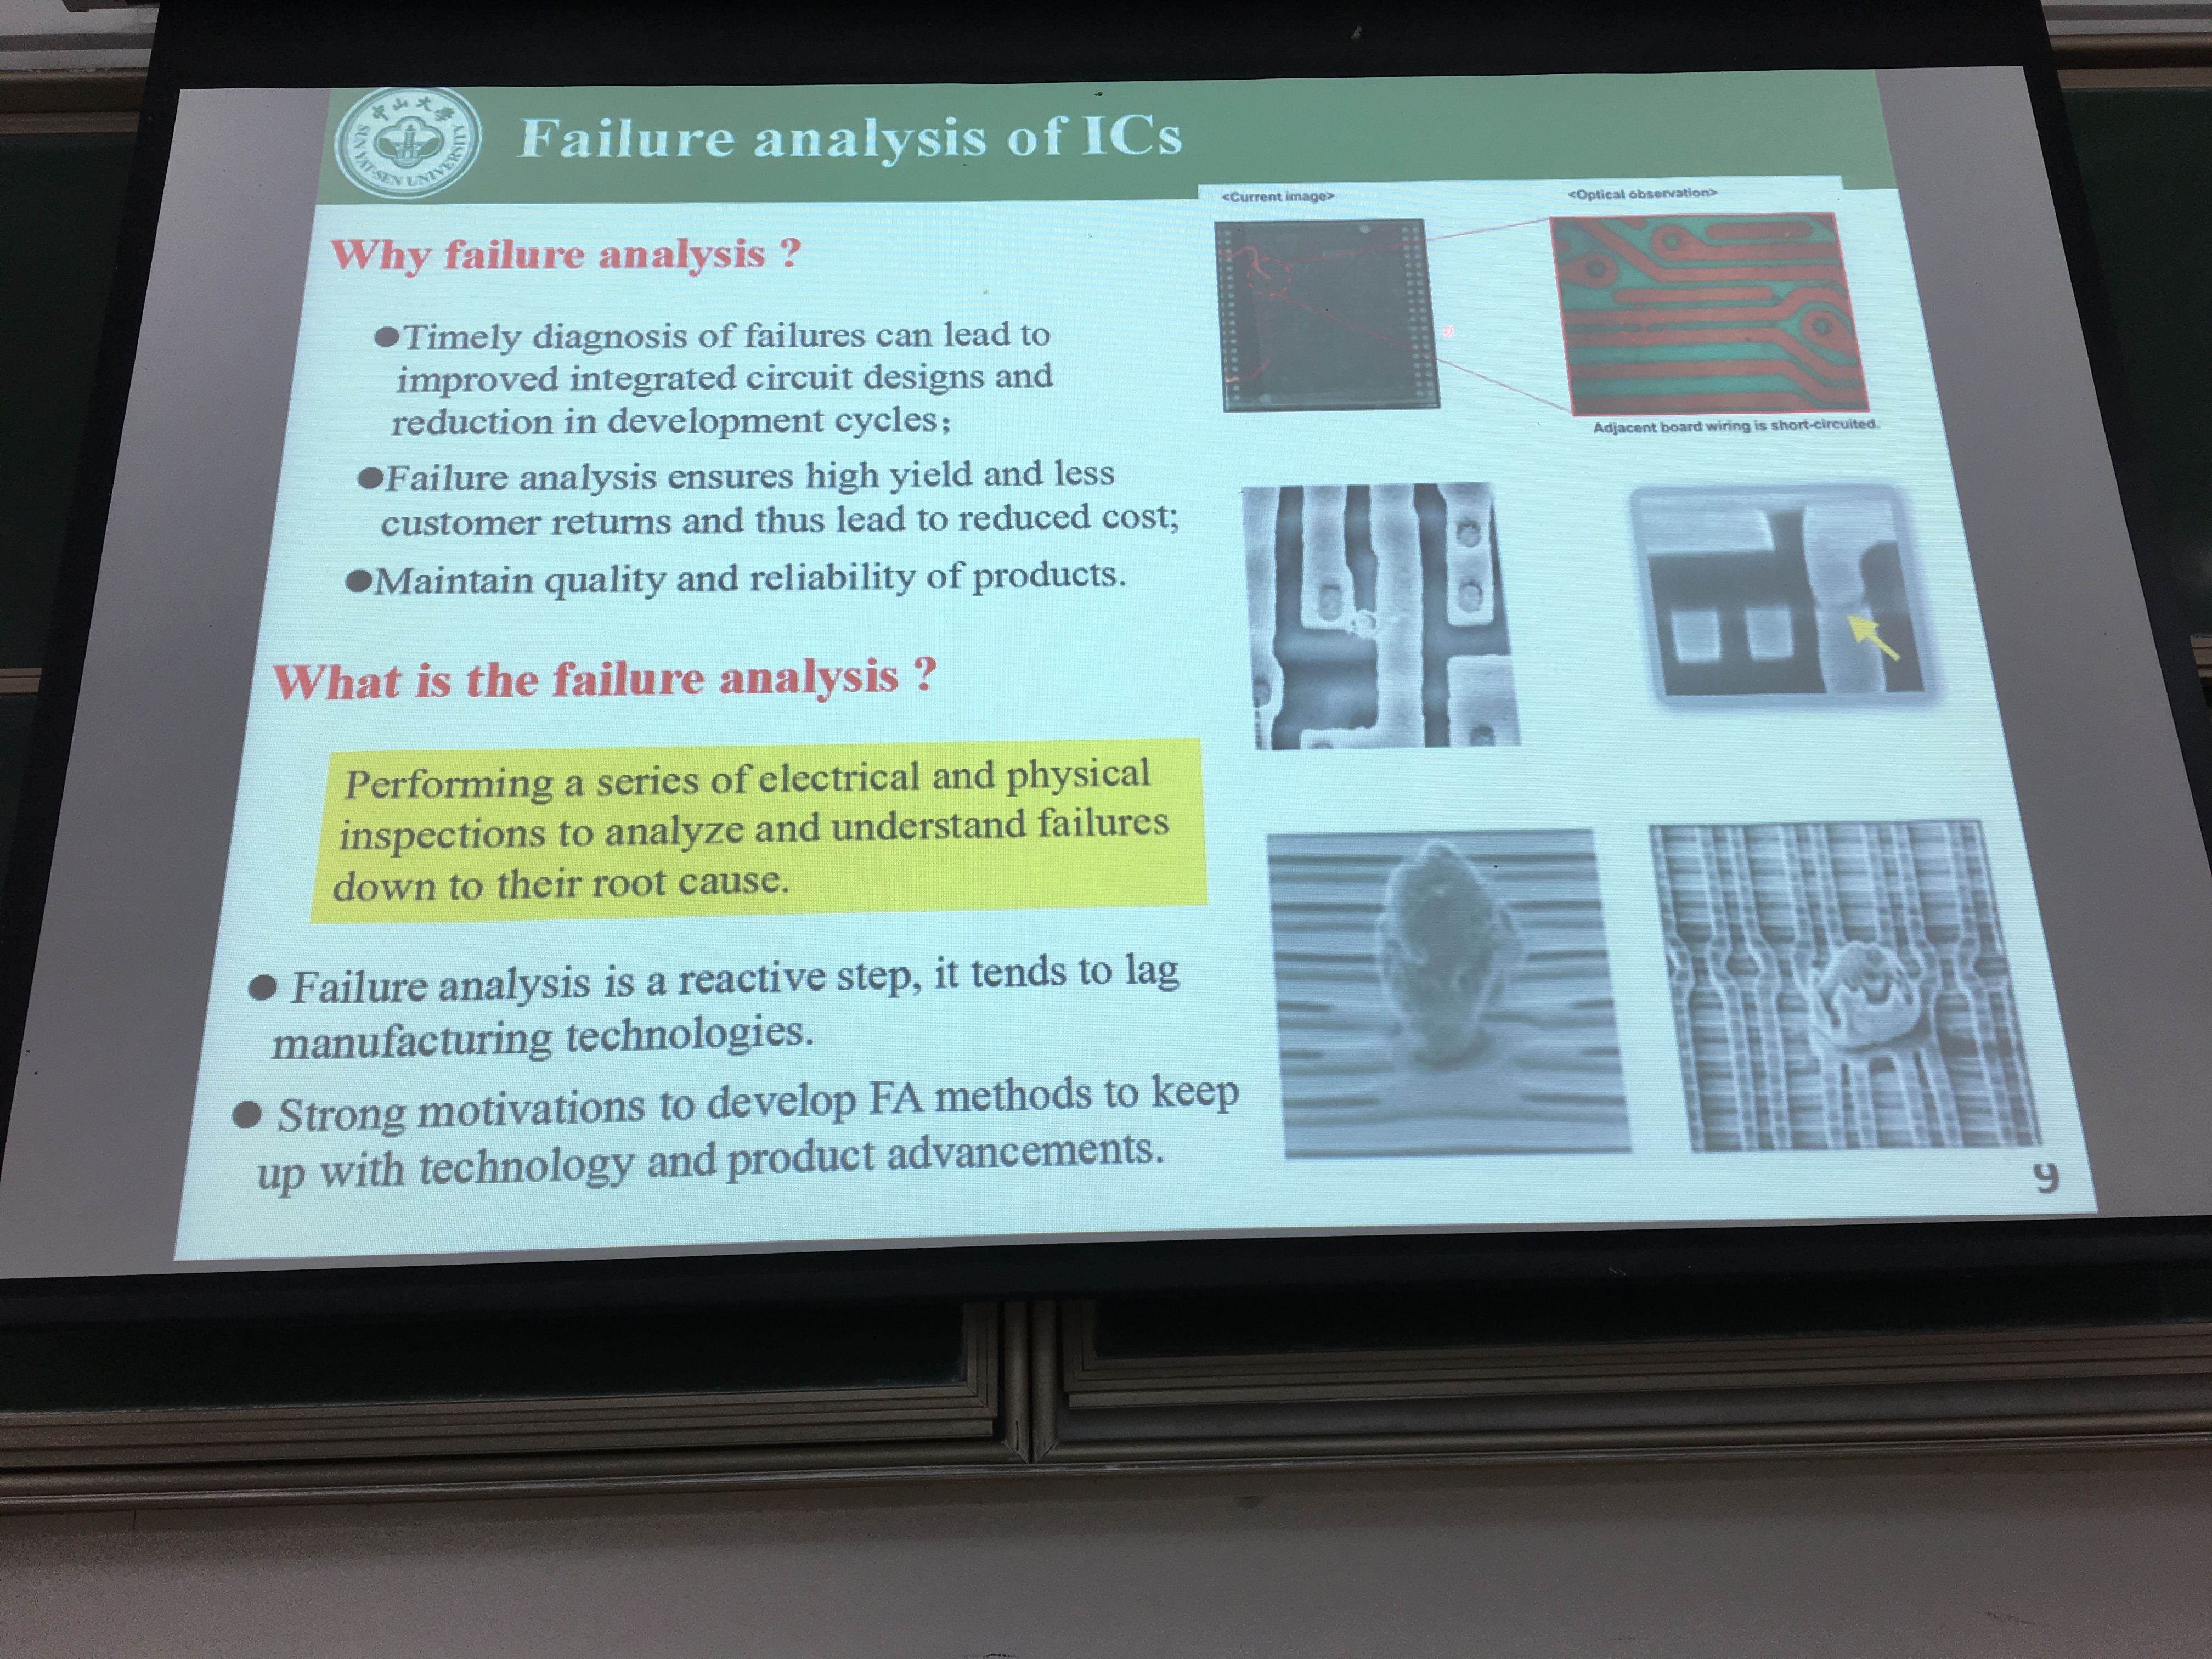 中山大学
SUN YAT-SEN UNIVERSITY
Failure analysis of ICs
<Current image>
<Optical observation>
Why failure analysis ?
●Timely diagnosis of failures can lead to
improved integrated circuit designs and
reduction in development cycles;
●Failure analysis ensures high yield and less
customer returns and thus lead to reduced cost;
●Maintain quality and reliability of products.
Adjacent board wiring is short-circuited.
What is the failure analysis ?
Performing a series of electrical and physical
inspections to analyze and understand failures
down to their root cause.
● Failure analysis is a reactive step, it tends to lag
manufacturing technologies.
● Strong motivations to develop FA methods to keep
up with technology and product advancements.
9